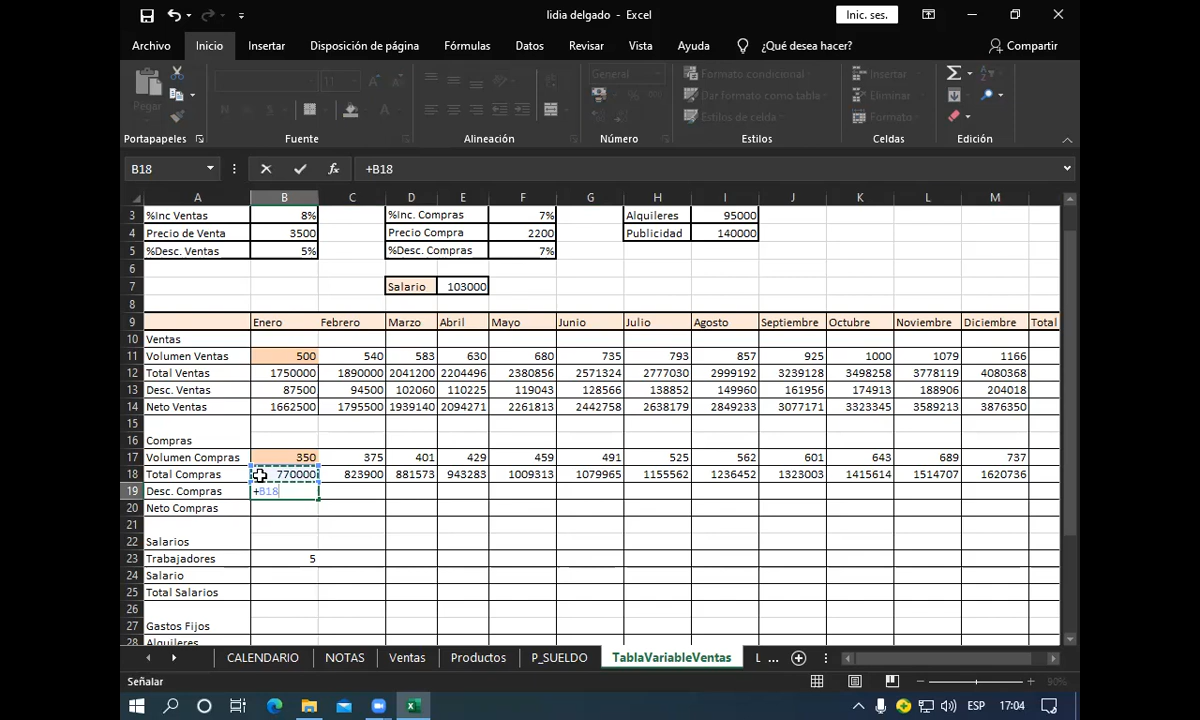 lidia delgado - Excel
Inic. ses.
Archivo Inicio Insertar Disposición de página Fórmulas Datos Revisar Vista Ayuda ¿Qué desea hacer? Compartir
Pegar
11
General
Formato condicional
Dar formato como tabla
Estilos de celda
Insertar
Eliminar
Formato
Portapapeles Fuente Alineación Número Estilos Celdas Edición
B18 fx +B18
A B C D E F G H I J K L M
3 %Inc Ventas 8% %Inc. Compras 7% Alquileres 95000
4 Precio de Venta 3500 Precio Compra 2200 Publicidad 140000
5 %Desc. Ventas 5% %Desc. Compras 7%
6
7 Salario 103000
8
9 Enero Febrero Marzo Abril Mayo Junio Julio Agosto Septiembre Octubre Noviembre Diciembre Total
10 Ventas
11 Volumen Ventas 500 540 583 630 680 735 793 857 925 1000 1079 1166
12 Total Ventas 1750000 1890000 2041200 2204496 2380856 2571324 2777030 2999192 3239128 3498258 3778119 4080368
13 Desc. Ventas 87500 94500 102060 110225 119043 128566 138852 149960 161956 174913 188906 204018
14 Neto Ventas 1662500 1795500 1939140 2094271 2261813 2442758 2638179 2849233 3077171 3323345 3589213 3876350
15
16 Compras
17 Volumen Compras 350 375 401 429 459 491 525 562 601 643 689 737
18 Total Compras 770000 823900 881573 943283 1009313 1079965 1155562 1236452 1323003 1415614 1514707 1620736
19 Desc. Compras +B18
20 Neto Compras
21
22 Salarios
23 Trabajadores 5
24 Salario
25 Total Salarios
26
27 Gastos Fijos
28 Alquileres
CALENDARIO NOTAS Ventas Productos P_SUELDO TablaVariableVentas L ...
Señalar 90%
ESP 17:04